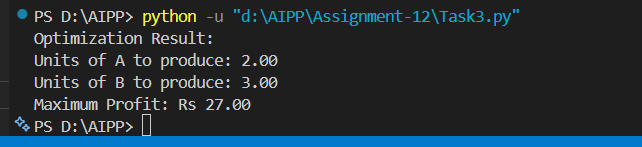 PS D:\AIPP> python -u "d:\AIPP\Assignment-12\Task3.py"
Optimization Result:
Units of A to produce: 2.00
Units of B to produce: 3.00
Maximum Profit: Rs 27.00
PS D:\AIPP>